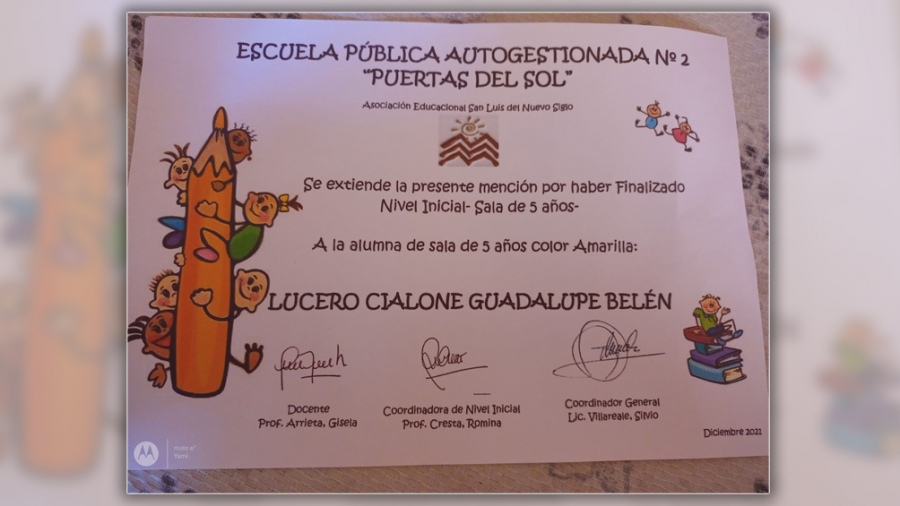 ESCUELA PÚBLICA AUTOGESTIONADA Nº 2
"PUERTAS DEL SOL"
Asociación Educacional San Luis del Nuevo Siglo
Se extiende la presente mención por haber Finalizado
Nivel Inicial- Sala de 5 años-
A la alumna de sala de 5 años color Amarilla:
LUCERO CIALONE GUADALUPE BELÉN
Docente
Prof. Arrieta, Gisela
Coordinadora de Nivel Inicial
Prof. Cresta, Romina
Coordinador General
Lic. Villareale, Silvio
Diciembre 2021
moto e⁷
Yami